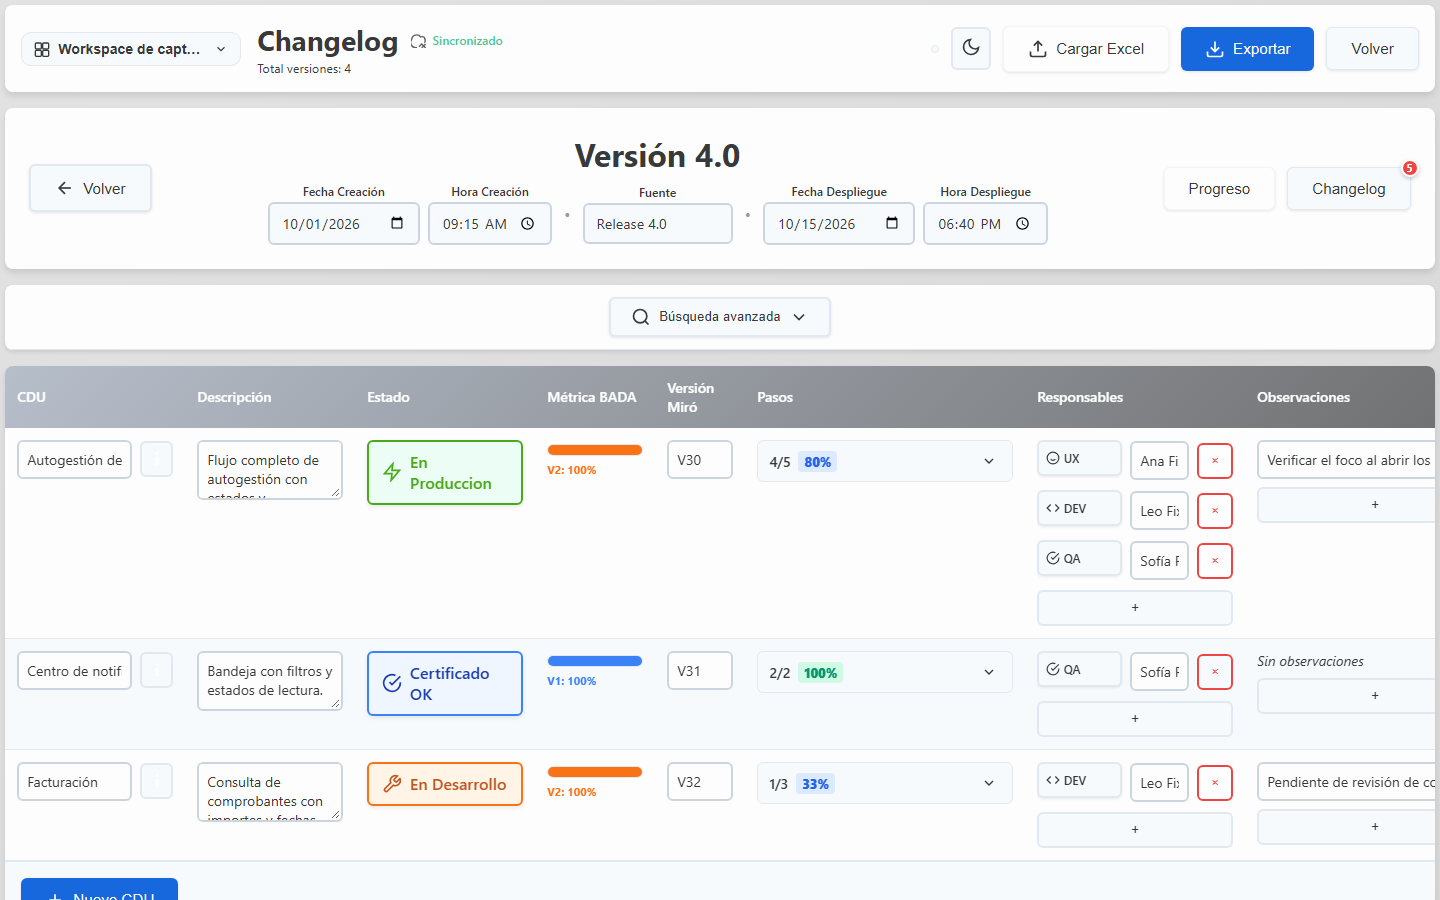 Workspace de capt...
Changelog
Sincronizado
Total versiones: 4
Cargar Excel
Exportar
Volver
Volver
Versión 4.0
Fecha Creación
Hora Creación
Fuente
Fecha Despliegue
Hora Despliegue
10/01/2026
09:15 AM
•
Release 4.0
•
10/15/2026
06:40 PM
Progreso
Changelog
5
Búsqueda avanzada
CDU
Descripción
Estado
Métrica BADA
Versión
Miró
Pasos
Responsables
Observaciones
Autogestión de
Flujo completo de
autogestión con
estados y
En
Produccion
V2: 100%
V30
4/5 80%
UX
Ana Fi
×
DEV
Leo Fi
×
QA
Sofía F
×
+
Verificar el foco al abrir los
+
Centro de notif
Bandeja con filtros y
estados de lectura.
Certificado
OK
V1: 100%
V31
2/2 100%
QA
Sofía F
×
+
Sin observaciones
+
Facturación
Consulta de
comprobantes con
importes y fechas
En Desarrollo
V2: 100%
V32
1/3 33%
DEV
Leo Fi
×
+
Pendiente de revisión de co
+
+ Nuevo CDU